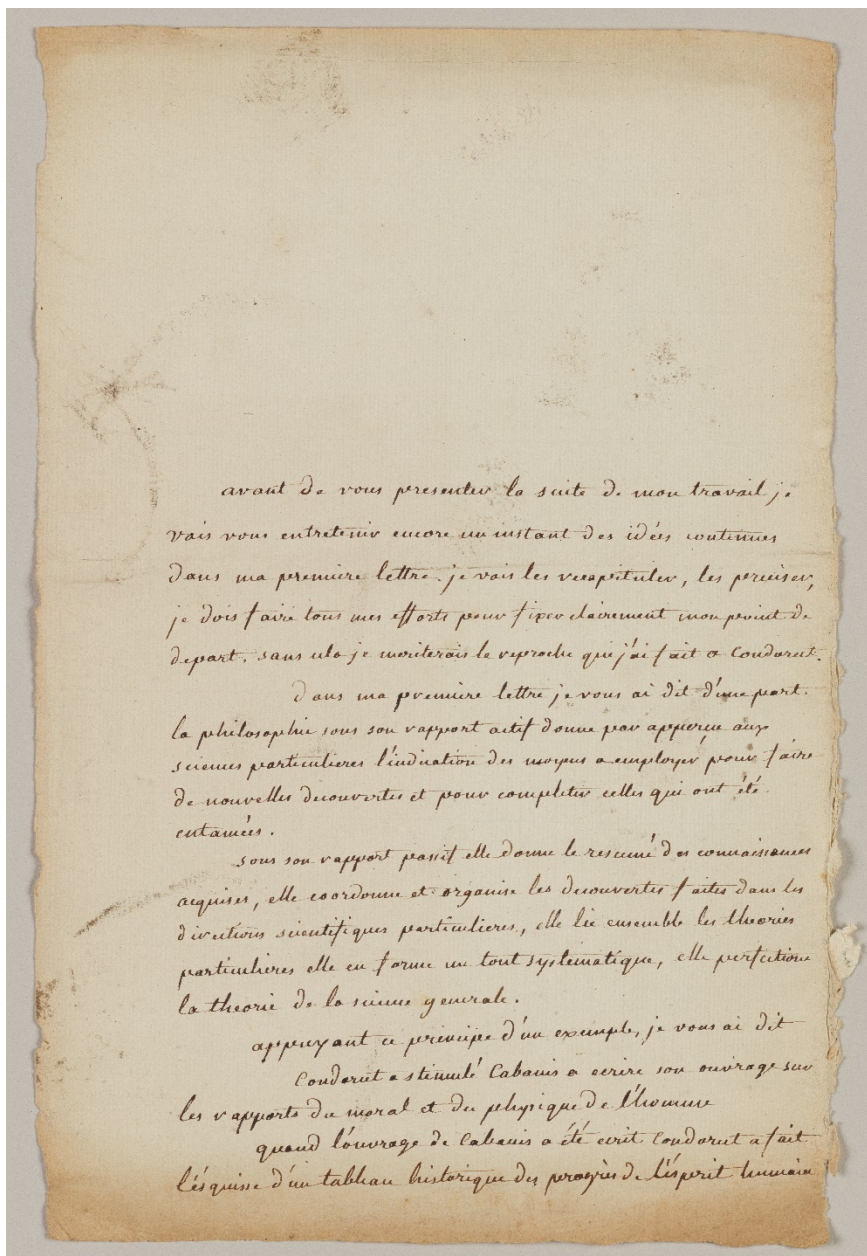 avant de vous presenter la suite de mon travail je
vais vous entretenir encore un instant des idées contenues
dans ma premiere lettre. je vais les recapituler, les preciser,
je dois faire tous mes efforts pour fixer clairement mon point de
depart. sans cela je meriterais le reproche que j'ai fait a Condorcet.
Dans ma premiere lettre je vous ai dit d'une part.
la philosophie sous son rapport actif donne par apperçue aux
sciences particulieres l'indication des moyens a employer pour faire
de nouvelles decouvertes et pour completer celles qui ont été
entamées.
sous son rapport passif elle donne le resumé des connaissances
acquises, elle coordonne et organise les decouvertes faites dans les
directions scientifiques particulieres, elle lie ensemble les theories
particulieres elle en forme un tout systematique, elle perfectione
la theorie de la science generale.
appuyant ce principe d'un exemple, je vous ai dit
Condorcet a stimulé Cabanis a ecrire son ouvrage sur
les rapports du moral et du physique de l'homme
quand l'ouvrage de Cabanis a été ecrit Condorcet a fait
l'ésquisse d'un tableau historique des progrès de l'ésperit humain